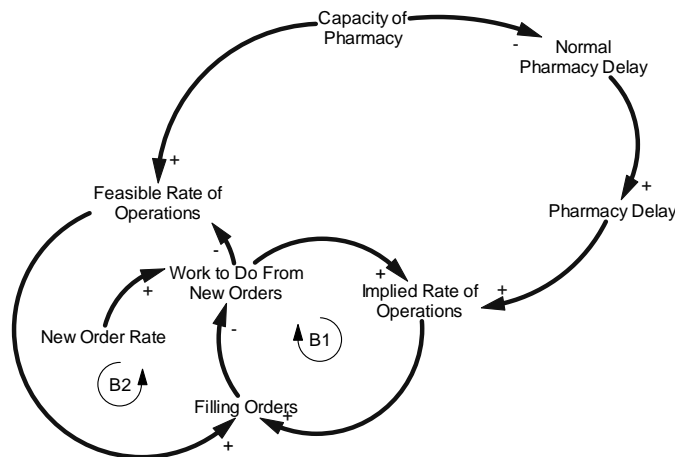 Capacity of
Pharmacy
-
Normal
Pharmacy Delay
+
Feasible Rate of
Operations
+
Pharmacy Delay
-
Work to Do From
New Orders
+
+
Implied Rate of
Operations
+
New Order Rate
-
B1
B2
Filling Orders
+
+